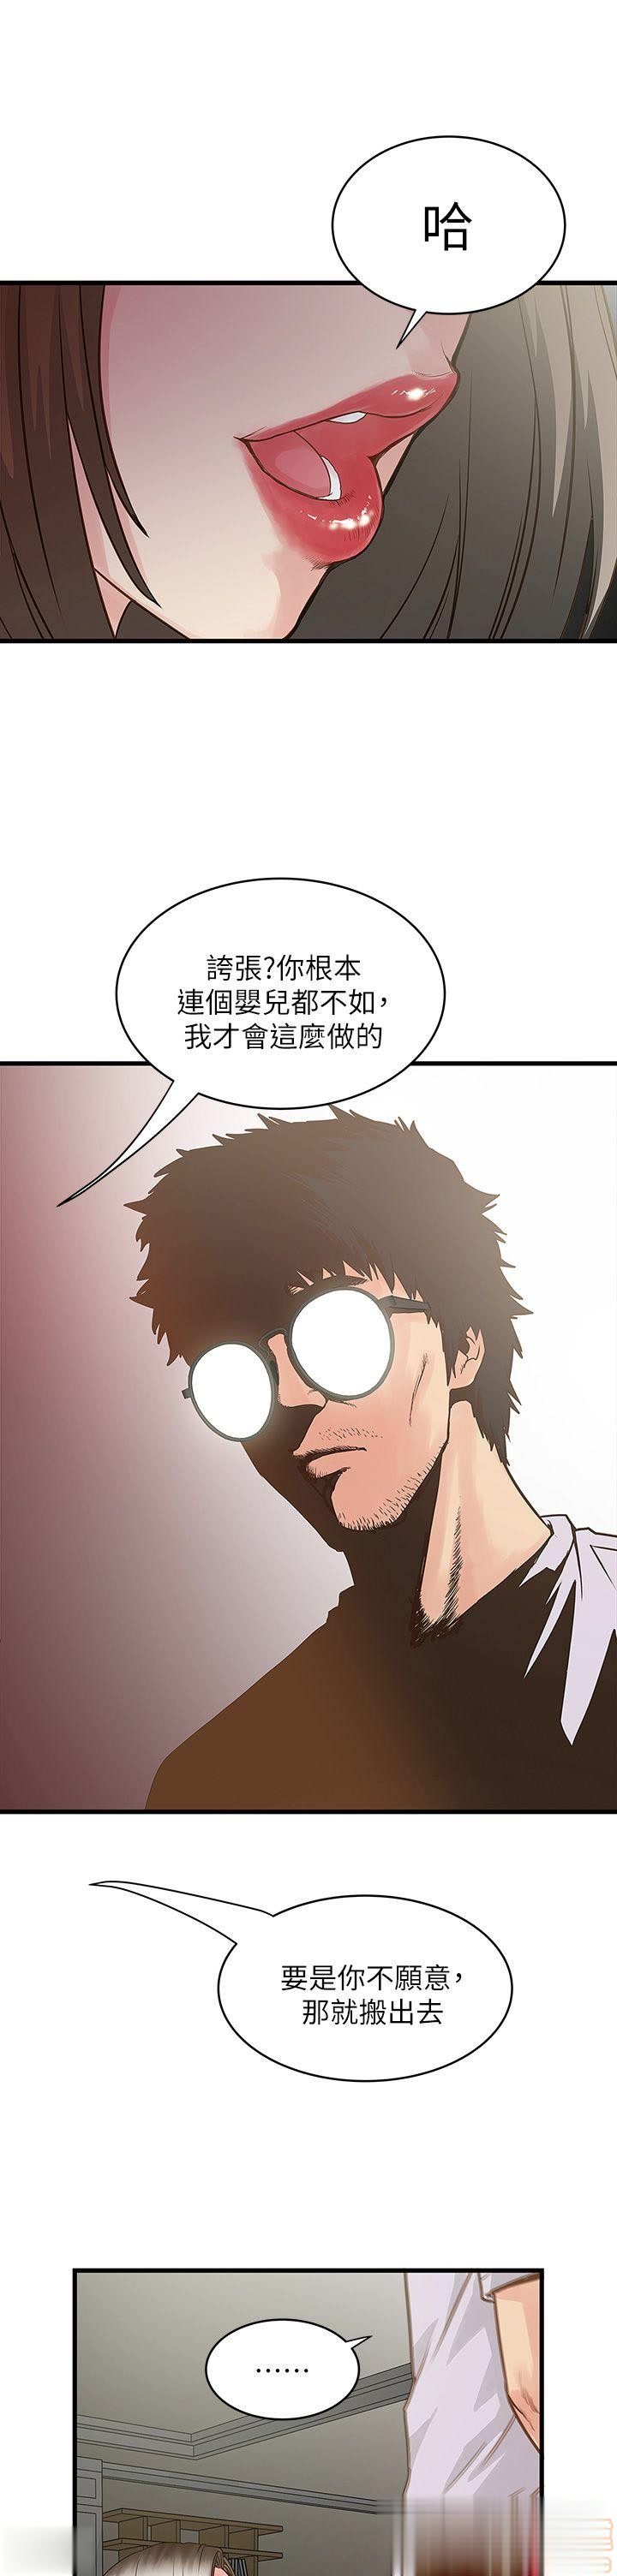 哈
誇張?你根本
連個嬰兒都不如,
我才會這麼做的
要是你不願意,
那就搬出去
……